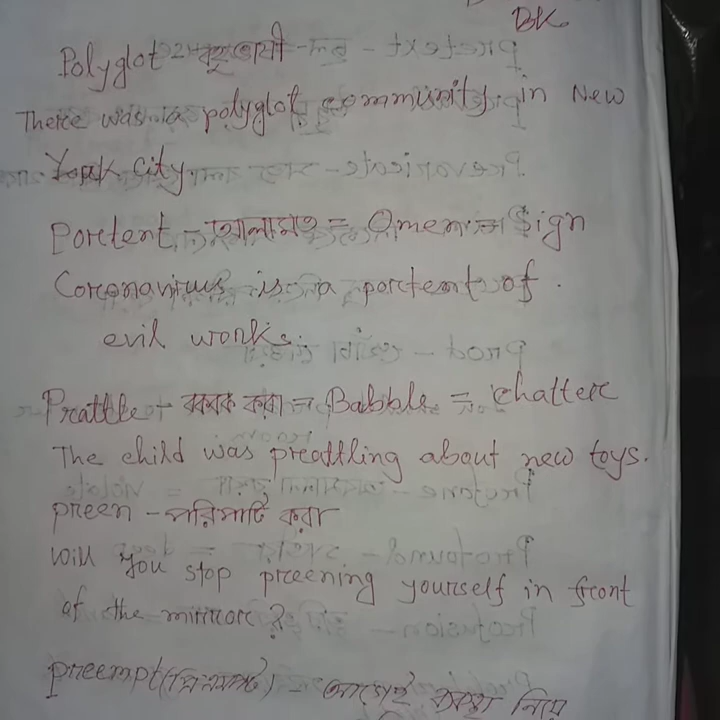 BK
Polyglot = বহুভাষী
There was a polyglot community in New
York City.
Portent - আলামত = Omen = Sign
Coronavirus is a portent of
evil works.
Prattle - বকবক করা = Babble = chatter
The child was prattling about new toys.
preen - পরিপাটি করা
Will you stop preening yourself in front
of the mirror?
preempt (প্রিএমপ্ট) - আগেই নিয়ে